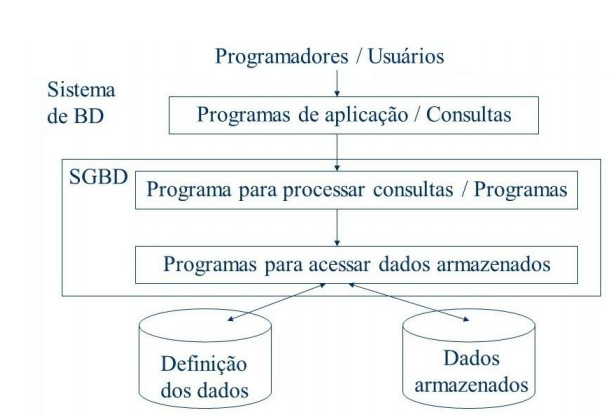 Programadores / Usuários
Sistema
de BD
Programas de aplicação / Consultas
SGBD
Programa para processar consultas / Programas
Programas para acessar dados armazenados
Definição
dos dados
Dados
armazenados